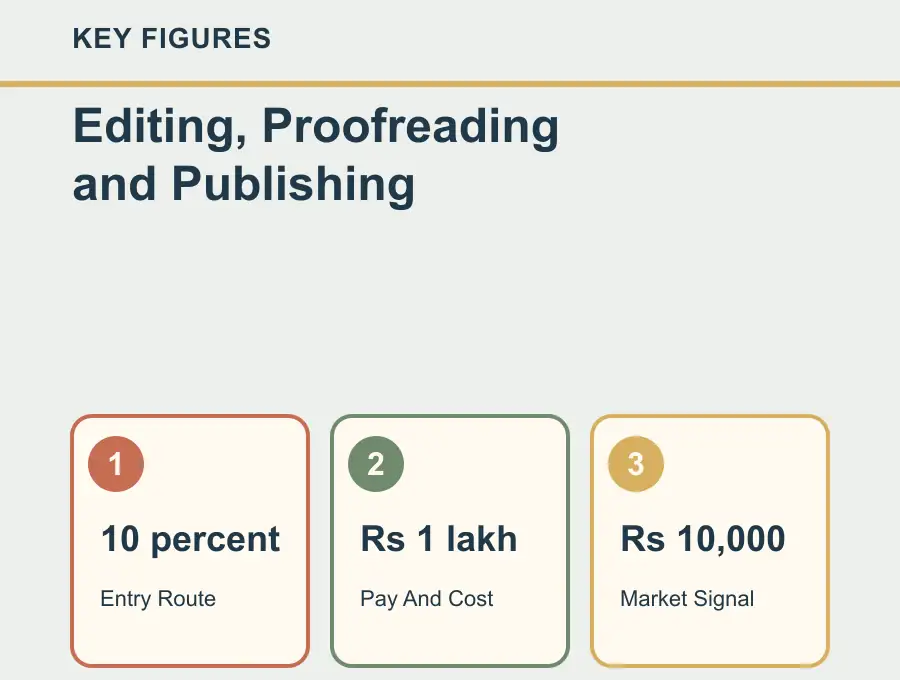 KEY FIGURES
Editing, Proofreading
and Publishing
1
10 percent
Entry Route
2
Rs 1 lakh
Pay And Cost
3
Rs 10,000
Market Signal